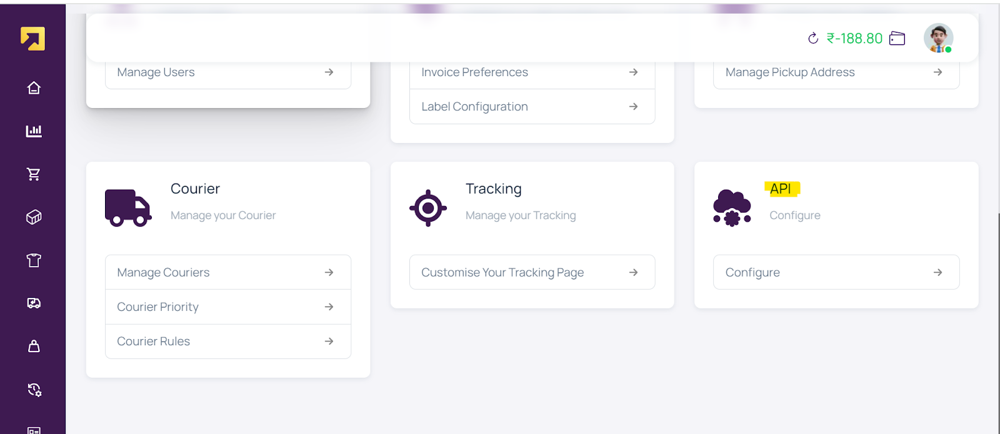 ₹-188.80
Manage Users
Invoice Preferences
Label Configuration
Manage Pickup Address
Courier
Manage your Courier
Manage Couriers
Courier Priority
Courier Rules
Tracking
Manage your Tracking
Customise Your Tracking Page
API
Configure
Configure